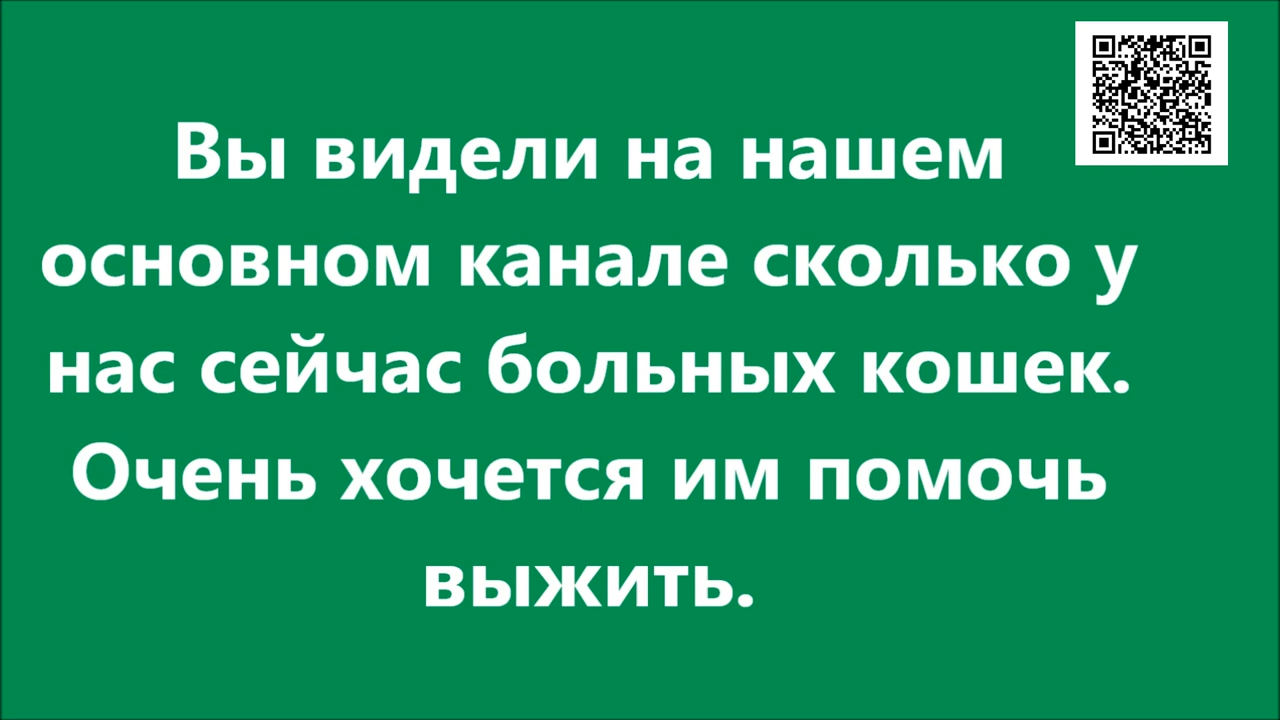 Вы видели на нашем
основном канале сколько у
нас сейчас больных кошек.
Очень хочется им помочь
выжить.